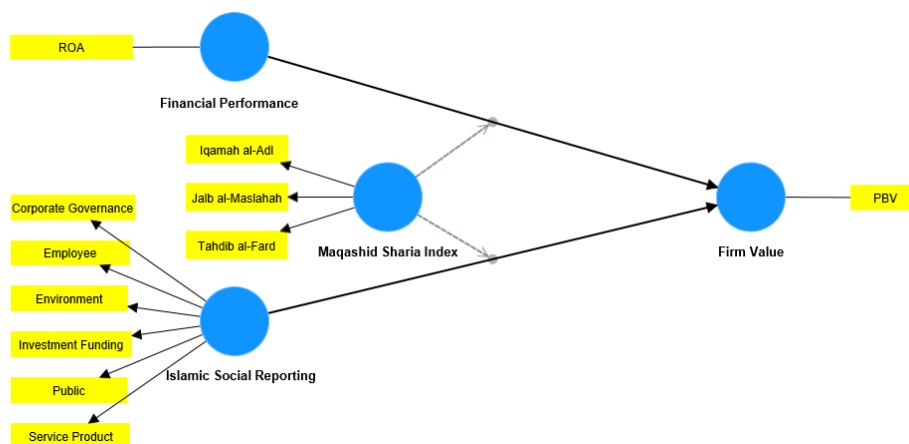 ROA
Financial Performance
Iqamah al-Adl
Jalb al-Maslahah
Tahdib al-Fard
Maqashid Sharia Index
Corporate Governance
Employee
Environment
Investment Funding
Public
Service Product
Islamic Social Reporting
PBV
Firm Value